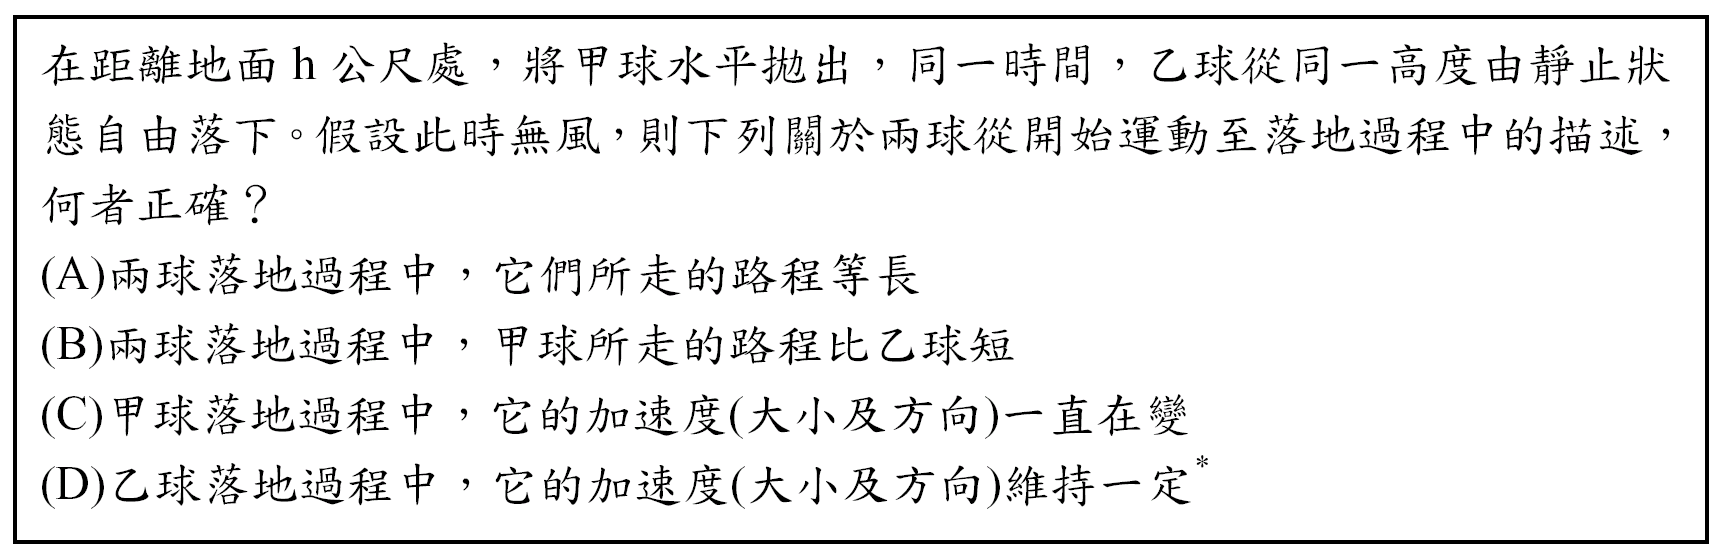 在距離地面 h 公尺處，將甲球水平拋出，同一時間，乙球從同一高度由靜止狀
態自由落下。假設此時無風，則下列關於兩球從開始運動至落地過程中的描述，
何者正確？
(A)兩球落地過程中，它們所走的路程等長
(B)兩球落地過程中，甲球所走的路程比乙球短
(C)甲球落地過程中，它的加速度(大小及方向)一直在變
(D)乙球落地過程中，它的加速度(大小及方向)維持一定*